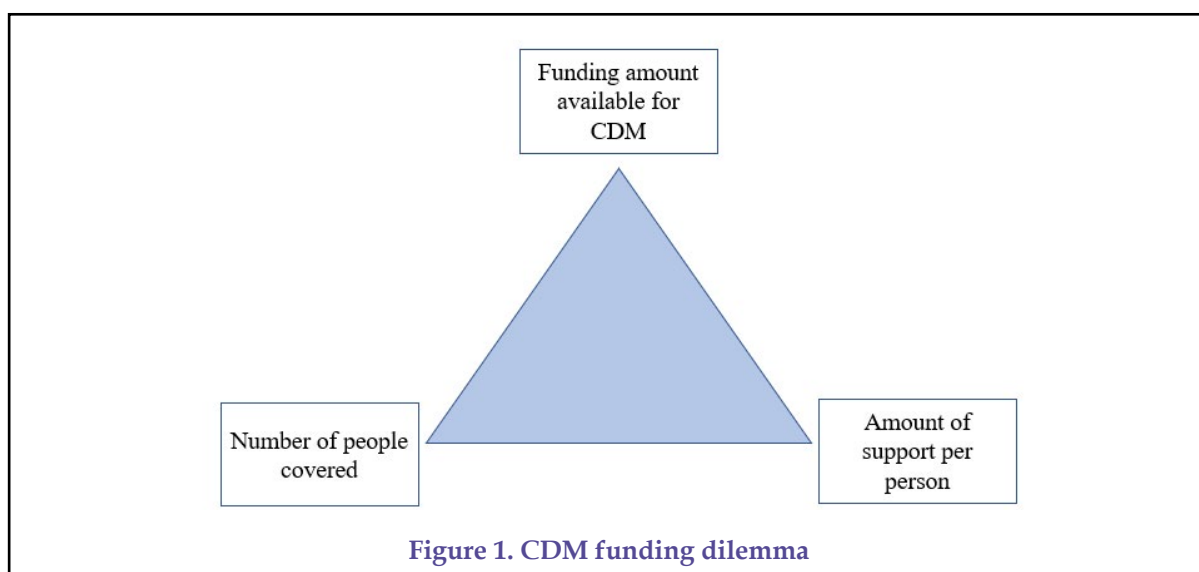 Funding amount
available for
CDM
Number of people
covered
Amount of
support per
person
Figure 1. CDM funding dilemma